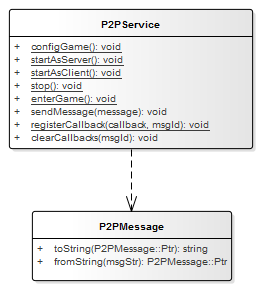 P2PService
+ configGame(): void
+ startAsServer(): void
+ startAsClient(): void
+ stop(): void
+ enterGame(): void
+ sendMessage(message): void
+ registerCallback(callback, msgId): void
+ clearCallbacks(msgId): void
P2PMessage
+ toString(P2PMessage::Ptr): string
+ fromString(msgStr): P2PMessage::Ptr